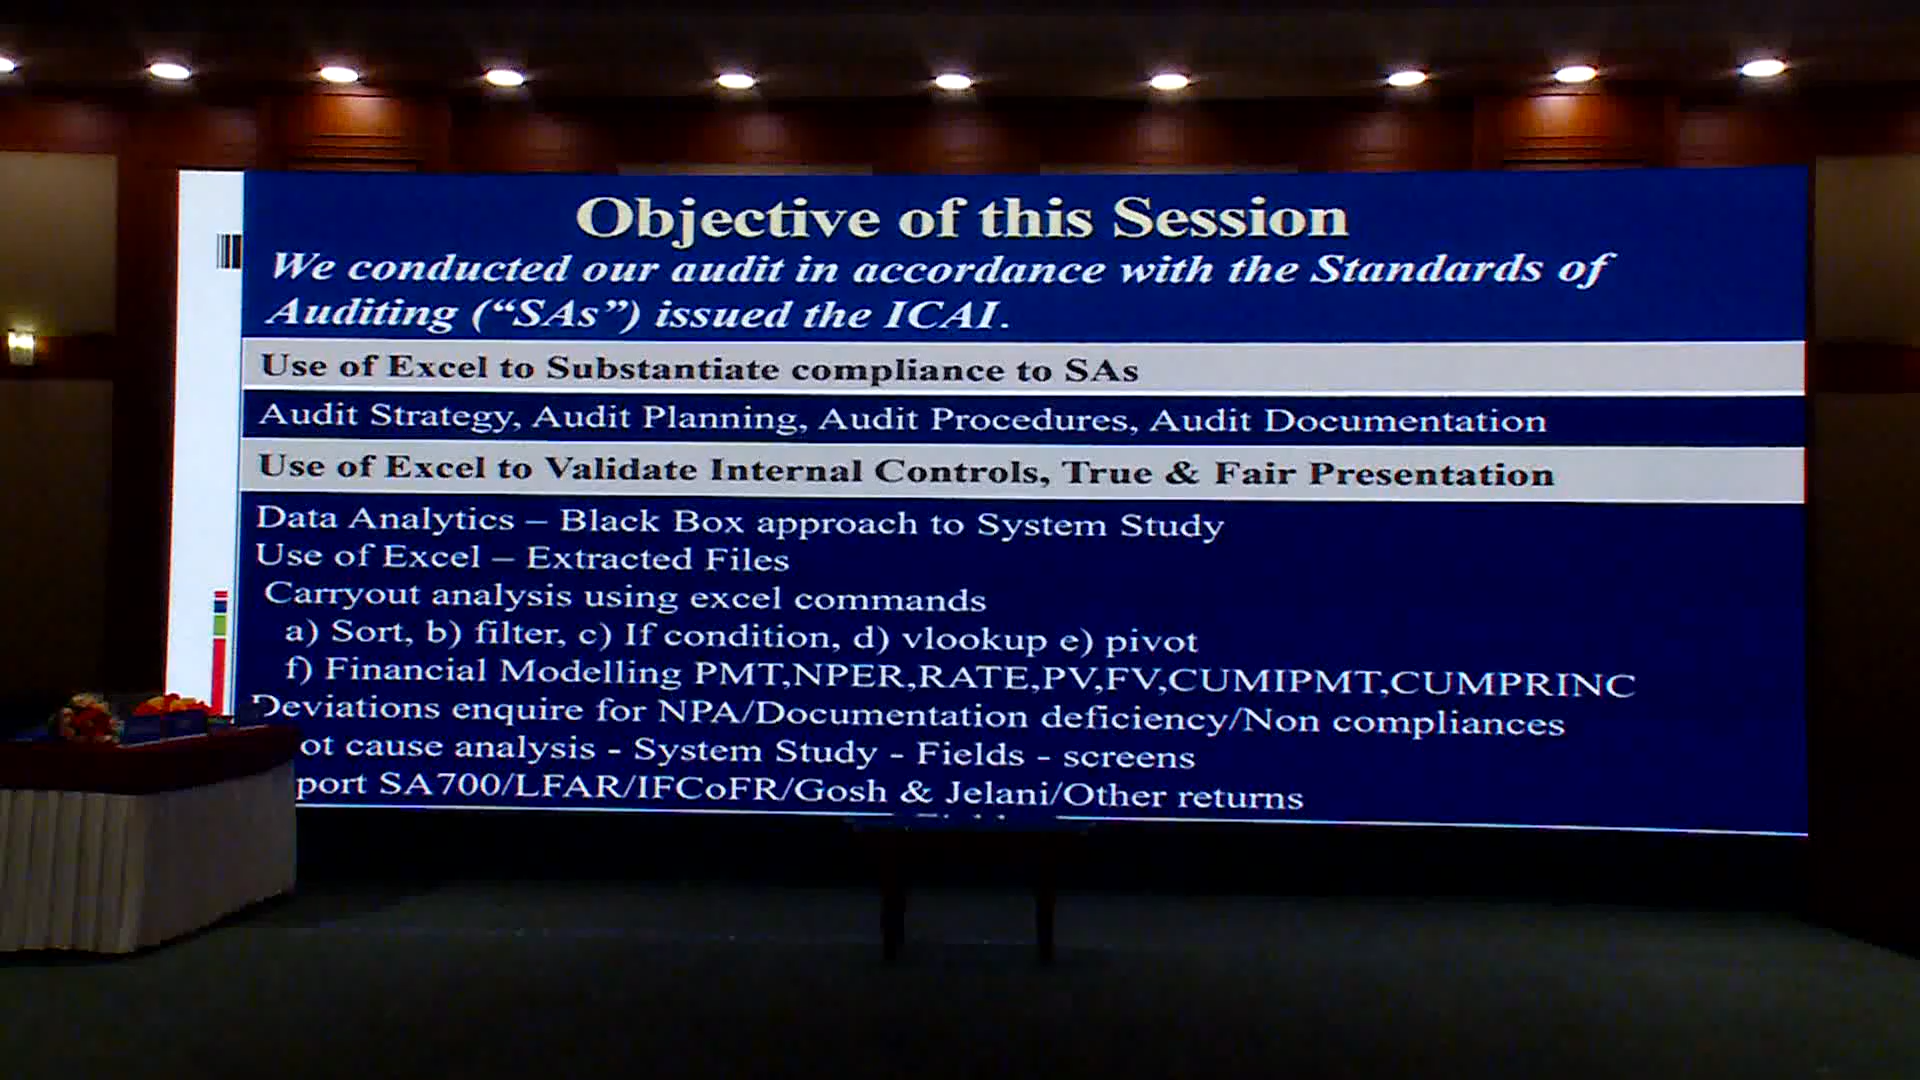 Objective of this Session
We conducted our audit in accordance with the Standards of
Auditing (“SAs”) issued the ICAI.
Use of Excel to Substantiate compliance to SAs
Audit Strategy, Audit Planning, Audit Procedures, Audit Documentation
Use of Excel to Validate Internal Controls, True & Fair Presentation
Data Analytics – Black Box approach to System Study
Use of Excel – Extracted Files
Carryout analysis using excel commands
a) Sort, b) filter, c) If condition, d) vlookup e) pivot
f) Financial Modelling PMT,NPER,RATE,PV,FV,CUMIPMT,CUMPRINC
Deviations enquire for NPA/Documentation deficiency/Non compliances
ot cause analysis - System Study - Fields - screens
port SA700/LFAR/IFCoFR/Gosh & Jelani/Other returns